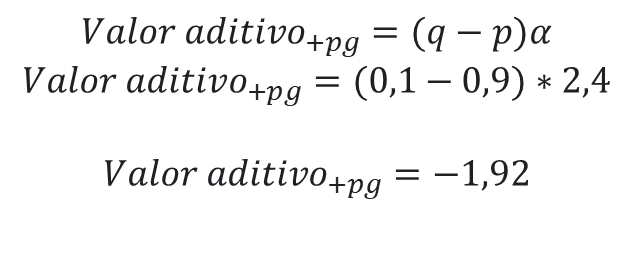 Valor aditivo₊pg = (q − p)α
Valor aditivo₊pg = (0,1 − 0,9) * 2,4
Valor aditivo₊pg = −1,92